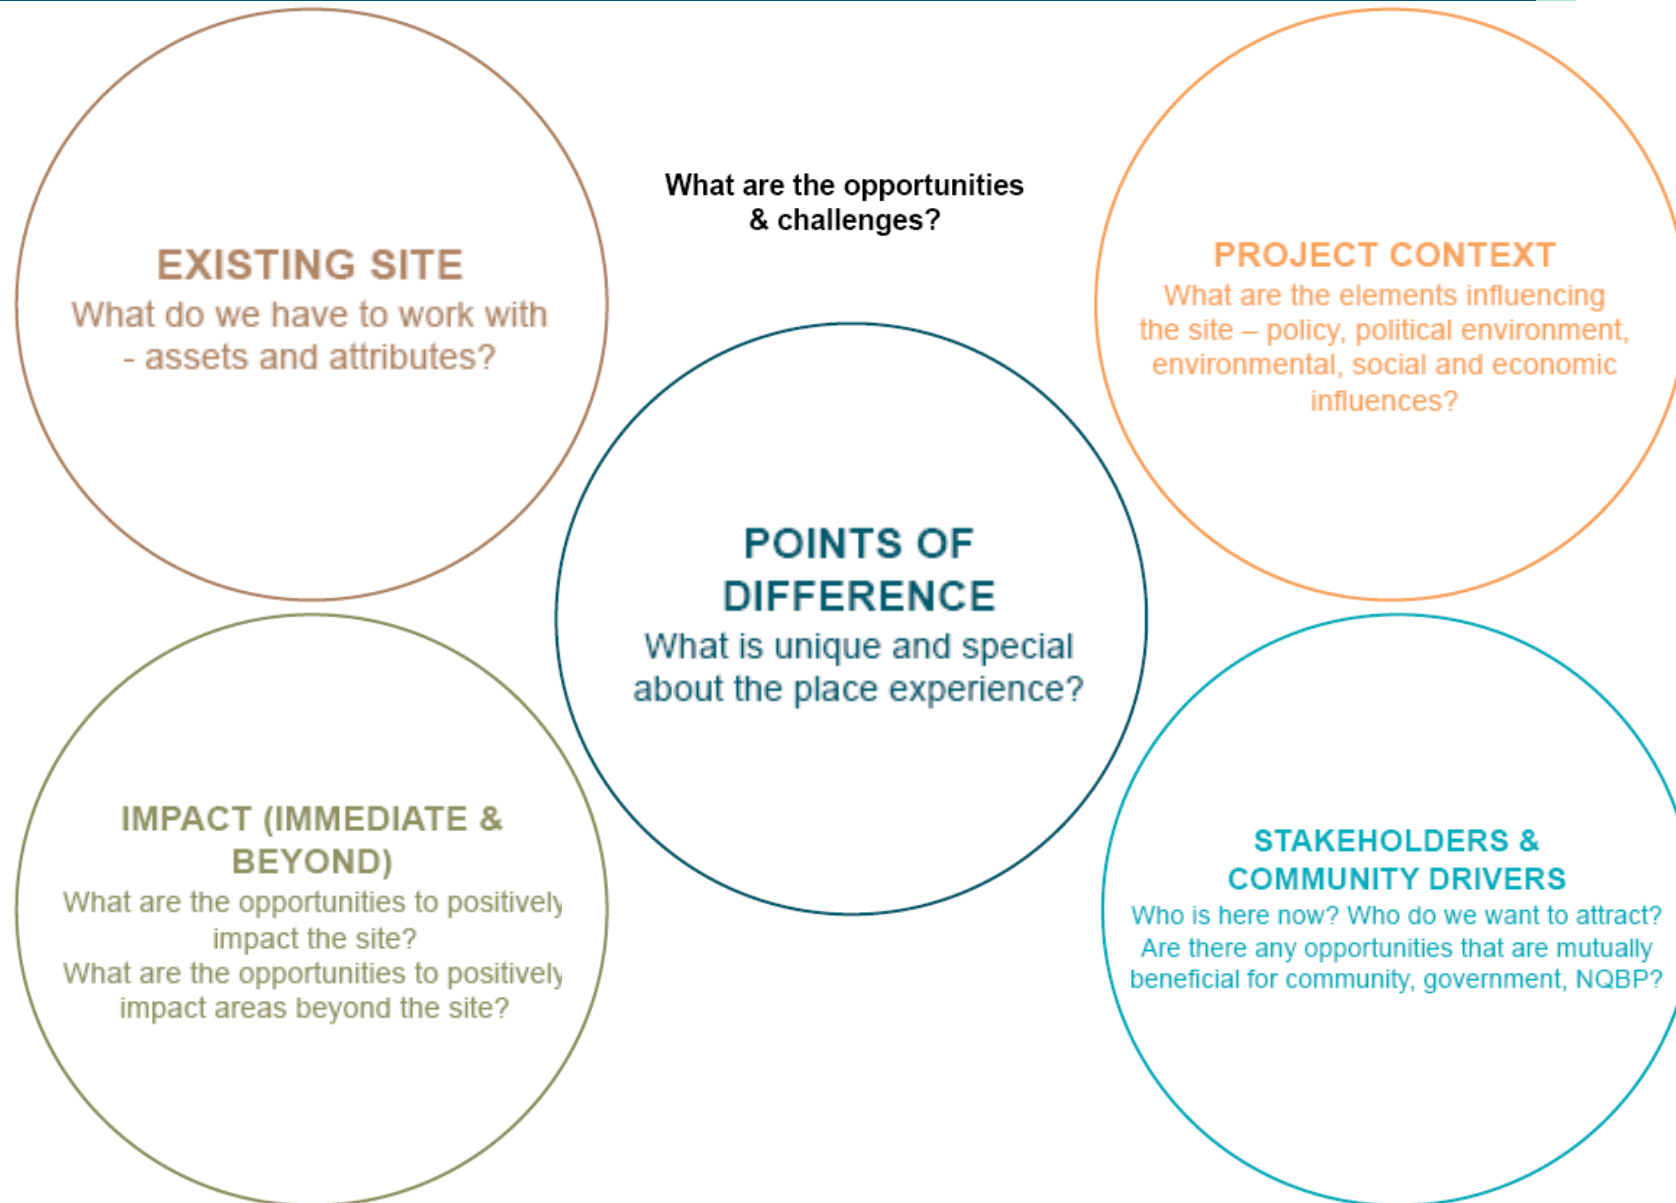 What are the opportunities
& challenges?
EXISTING SITE
What do we have to work with
- assets and attributes?
PROJECT CONTEXT
What are the elements influencing
the site – policy, political environment,
environmental, social and economic
influences?
POINTS OF
DIFFERENCE
What is unique and special
about the place experience?
IMPACT (IMMEDIATE &
BEYOND)
What are the opportunities to positively
impact the site?
What are the opportunities to positively
impact areas beyond the site?
STAKEHOLDERS &
COMMUNITY DRIVERS
Who is here now? Who do we want to attract?
Are there any opportunities that are mutually
beneficial for community, government, NQBP?